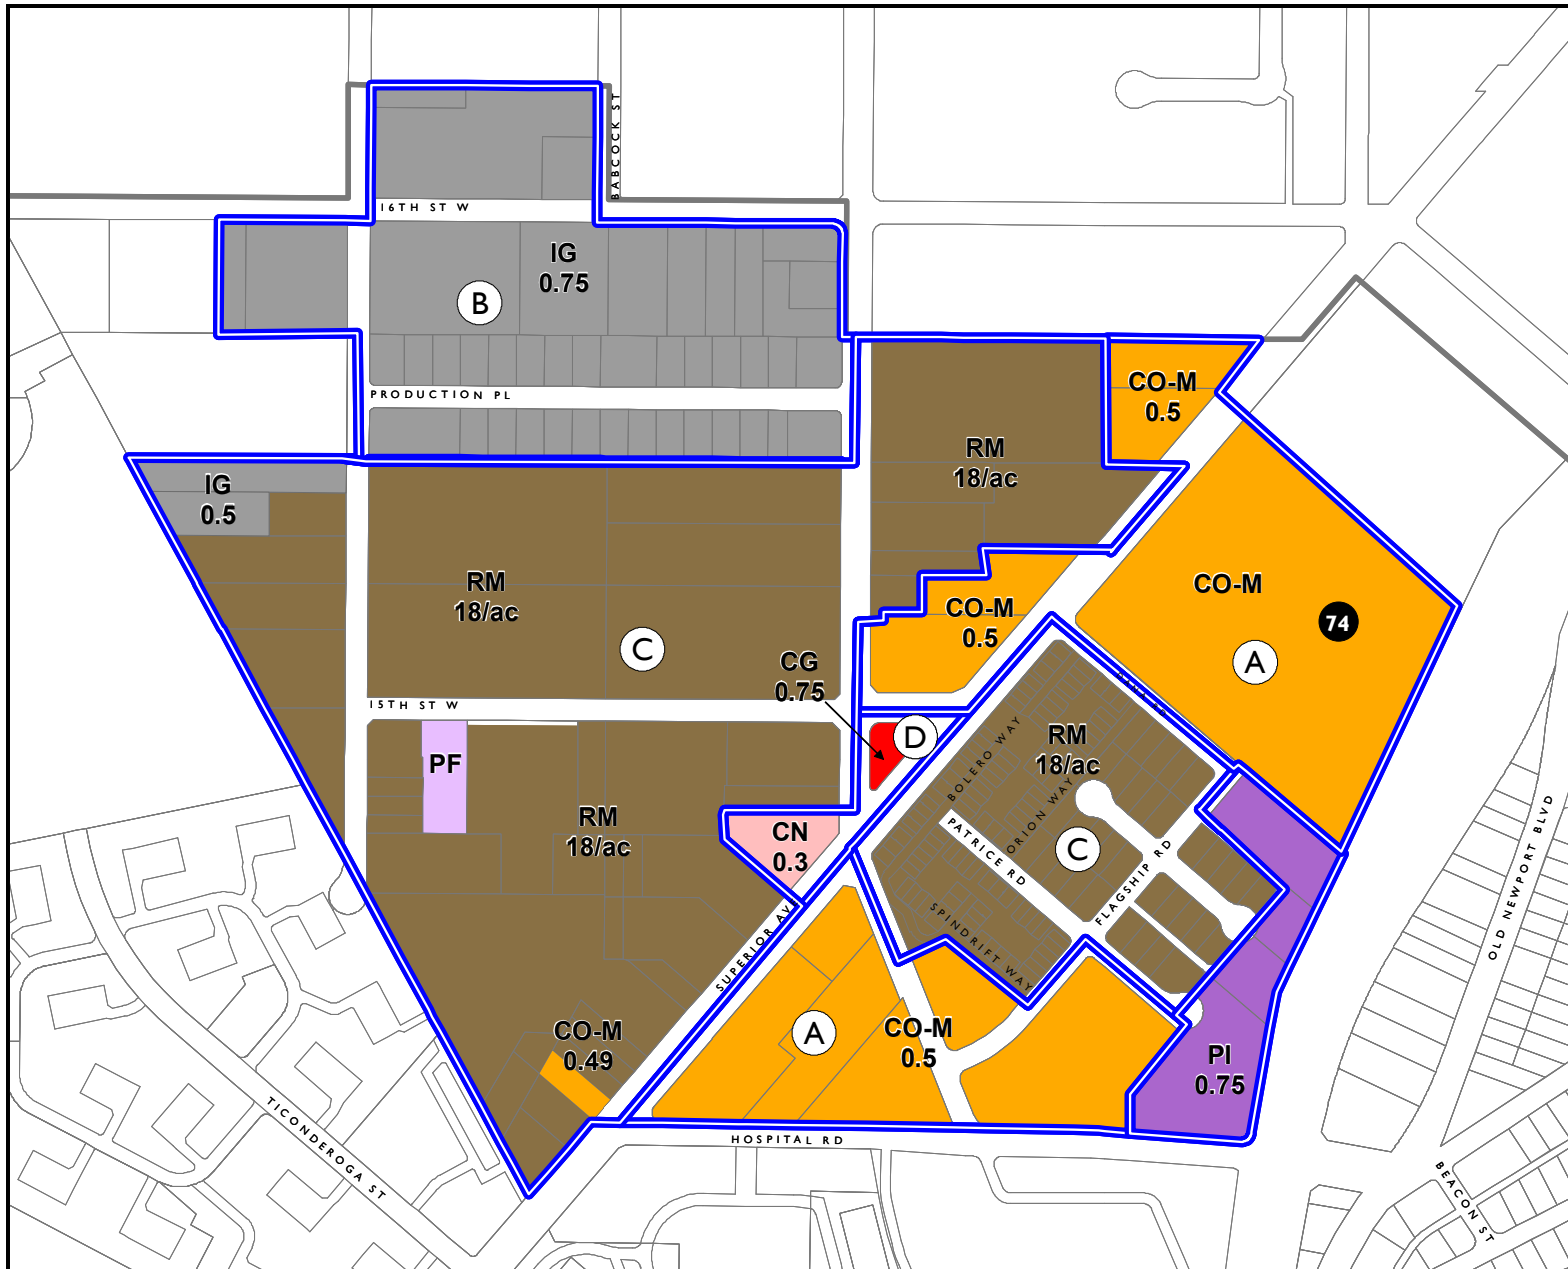 BABCOCK ST
16TH ST W
IG
0.75
B
PRODUCTION PL
CO-M
0.5
RM
18/ac
IG
0.5
RM
18/ac
CO-M
74
CO-M
0.5
C
A
CG
0.75
15TH ST W
D
BOLERO WAY
RM
18/ac
PF
ORION WAY
RM
18/ac
CN
0.3
PATRICE RD
C
FLAGSHIP RD
OLD NEWPORT BLVD
SPINDRIFT WAY
SUPERIOR AVE
CO-M
0.49
A
CO-M
0.5
PI
0.75
TICONDEROGA ST
HOSPITAL RD
BEACON ST